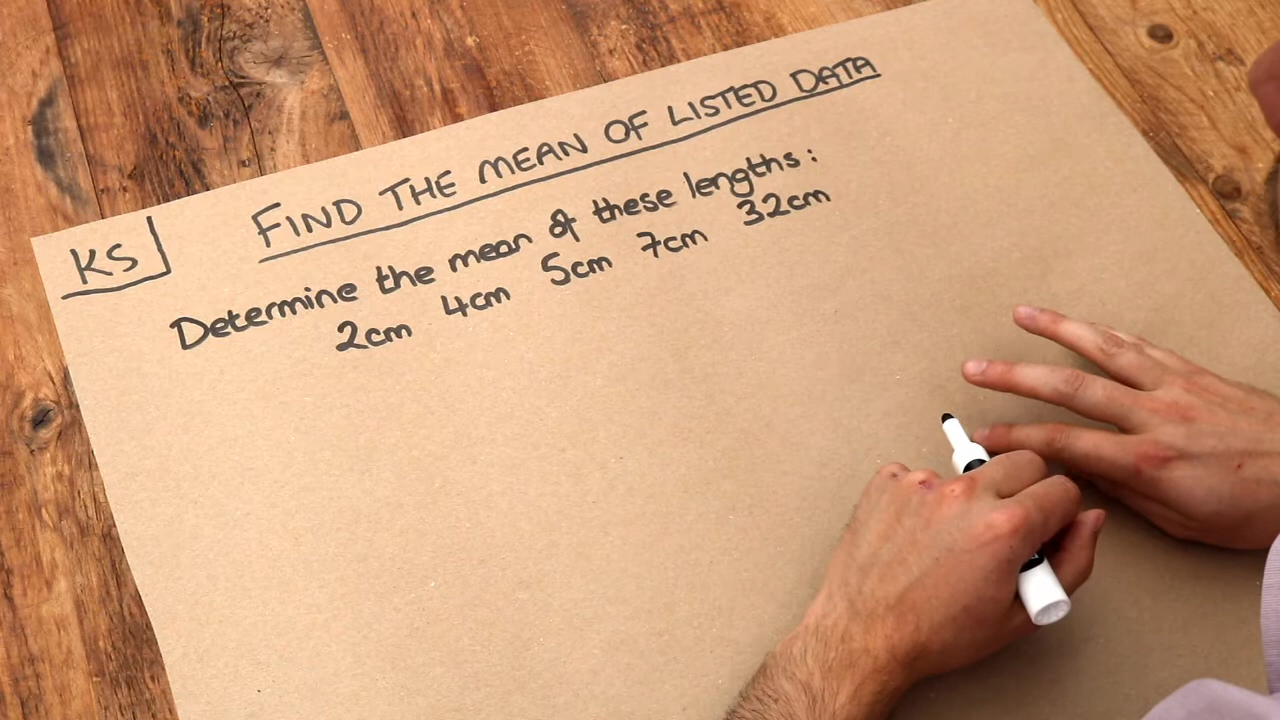 FIND THE MEAN OF LISTED DATA
KS
Determine the mean of these lengths:
2cm 4cm 5cm 7cm 32cm